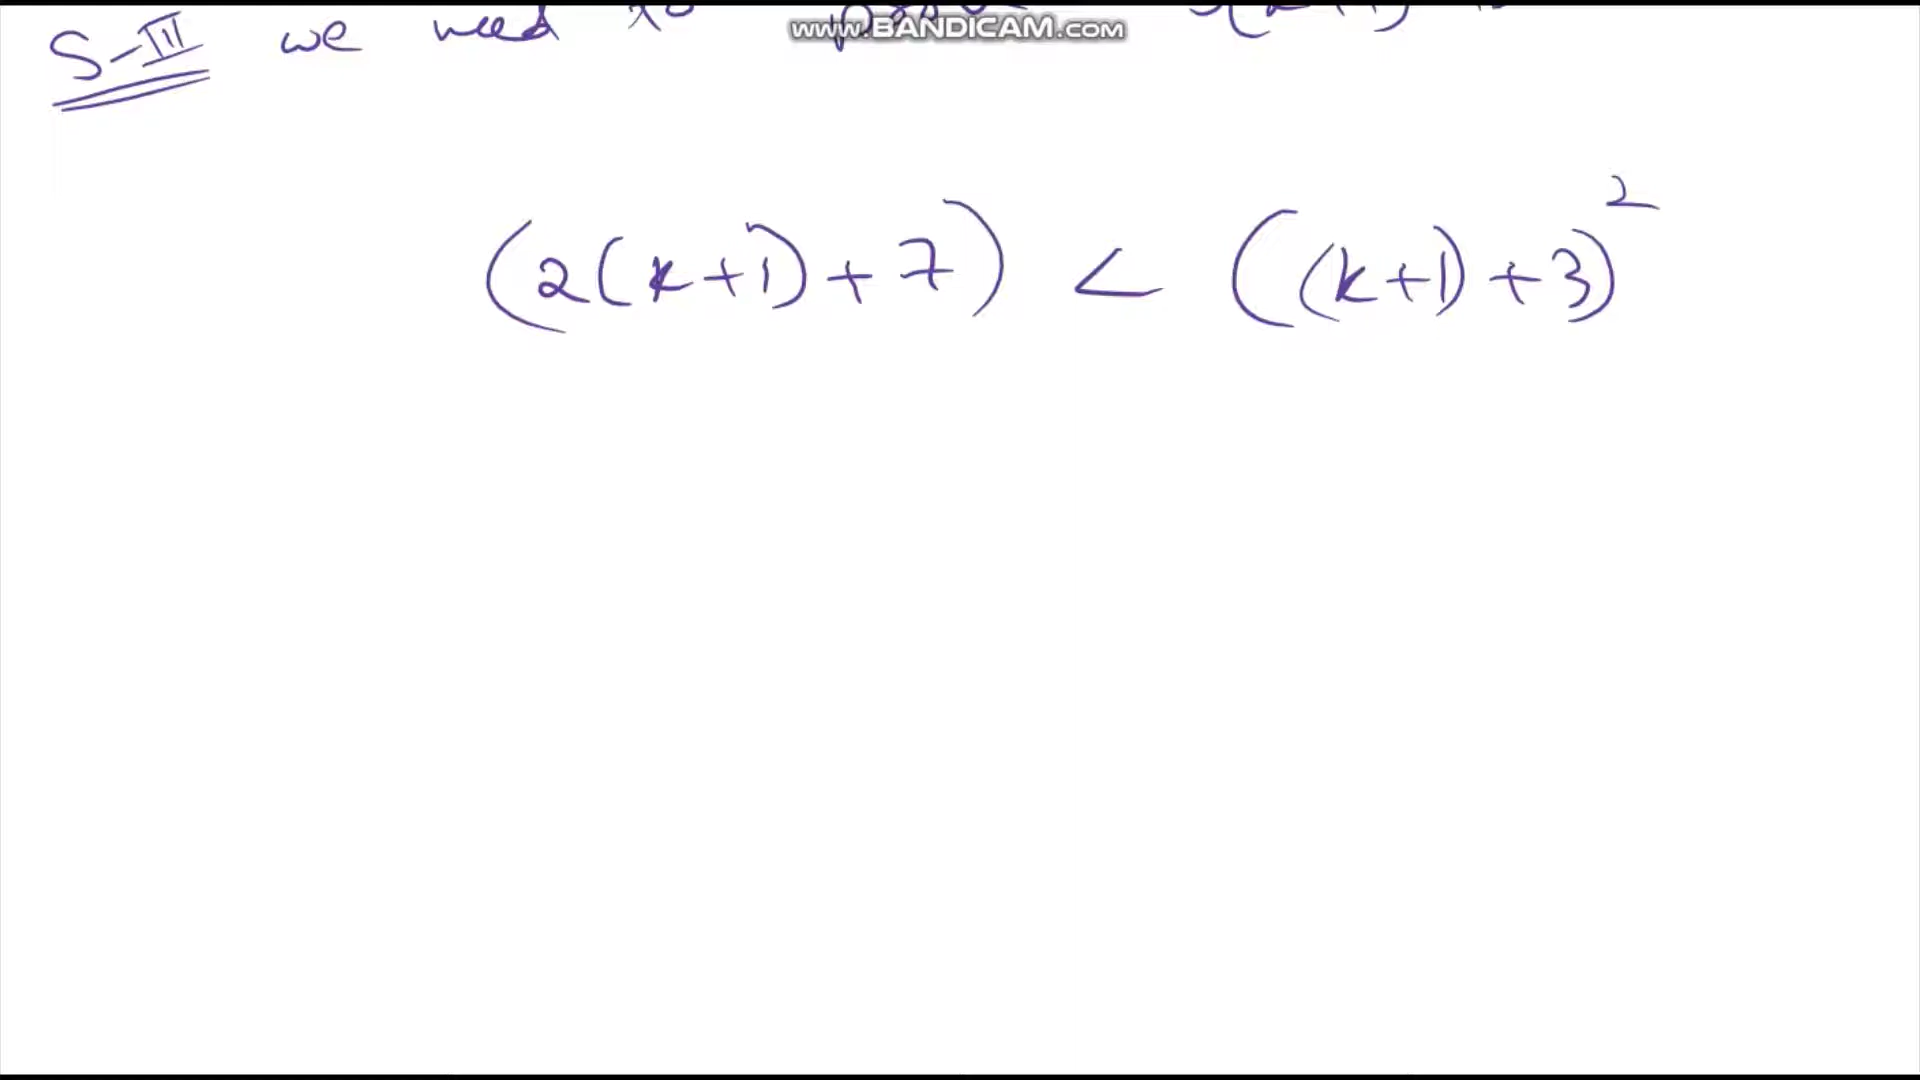 S-III we need to www.BANDICAM.com
(2(k+1)+7) < ((k+1)+3)²